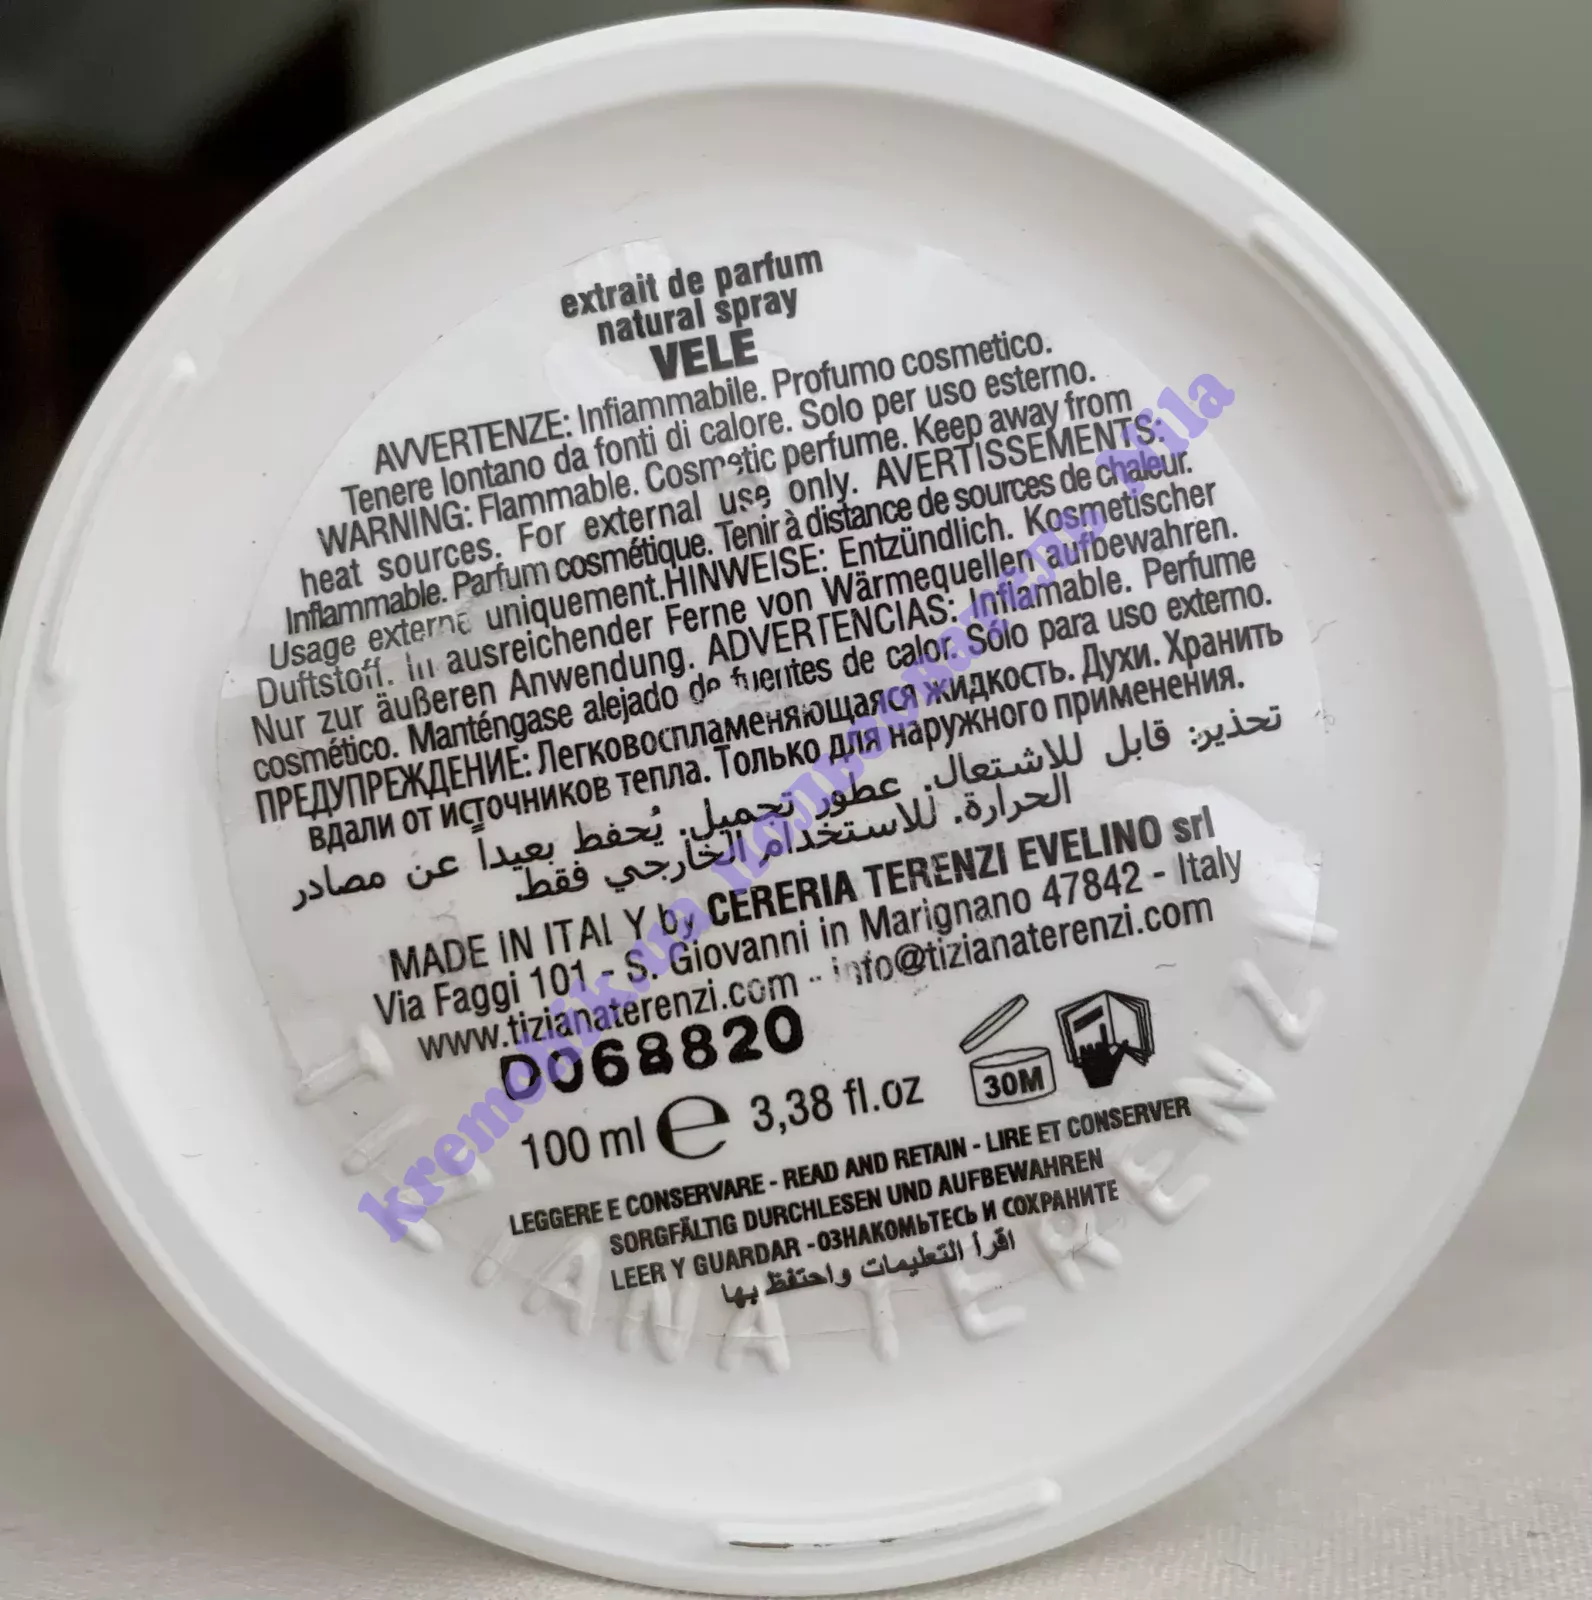 extrait de parfum
natural spray
VELE
AVVERTENZE: Infiammabile. Profumo cosmetico.
Tenere lontano da fonti di calore. Solo per uso esterno.
WARNING: Flammable. Cosmetic perfume. Keep away from
heat sources. For external use only. AVERTISSEMENTS:
Inflammable. Parfum cosmétique. Tenir à distance de sources de chaleur.
Usage externe uniquement.HINWEISE: Entzündlich. Kosmetischer
Duftstoff. In ausreichender Ferne von Wärmequellen aufbewahren.
Nur zur äußeren Anwendung. ADVERTENCIAS: Inflamable. Perfume
cosmético. Manténgase alejado de fuentes de calor. Sólo para uso externo.
ПРЕДУПРЕЖДЕНИЕ: Легковоспламеняющаяся жидкость. Духи. Хранить
вдали от источников тепла. Только для наружного применения.
تحذير: قابل للاشتعال. عطور تجميل. يُحفظ بعيداً عن مصادر
الحرارة. للاستخدام الخارجي فقط.
MADE IN ITALY by CERERIA TERENZI EVELINO srl
Via Faggi 101 - S. Giovanni in Marignano 47842 - Italy
www.tizianaterenzi.com - info@tizianaterenzi.com
D068820
30M
100 ml e 3,38 fl.oz
LEGGERE E CONSERVARE - READ AND RETAIN - LIRE ET CONSERVER
SORGFÄLTIG DURCHLESEN UND AUFBEWAHREN
LEER Y GUARDAR - ОЗНАКОМЬТЕСЬ И СОХРАНИТЕ
اقرأ التعليمات واحتفظ بها
TIZIANA TERENZI
kremobik.ua пользователь Nila